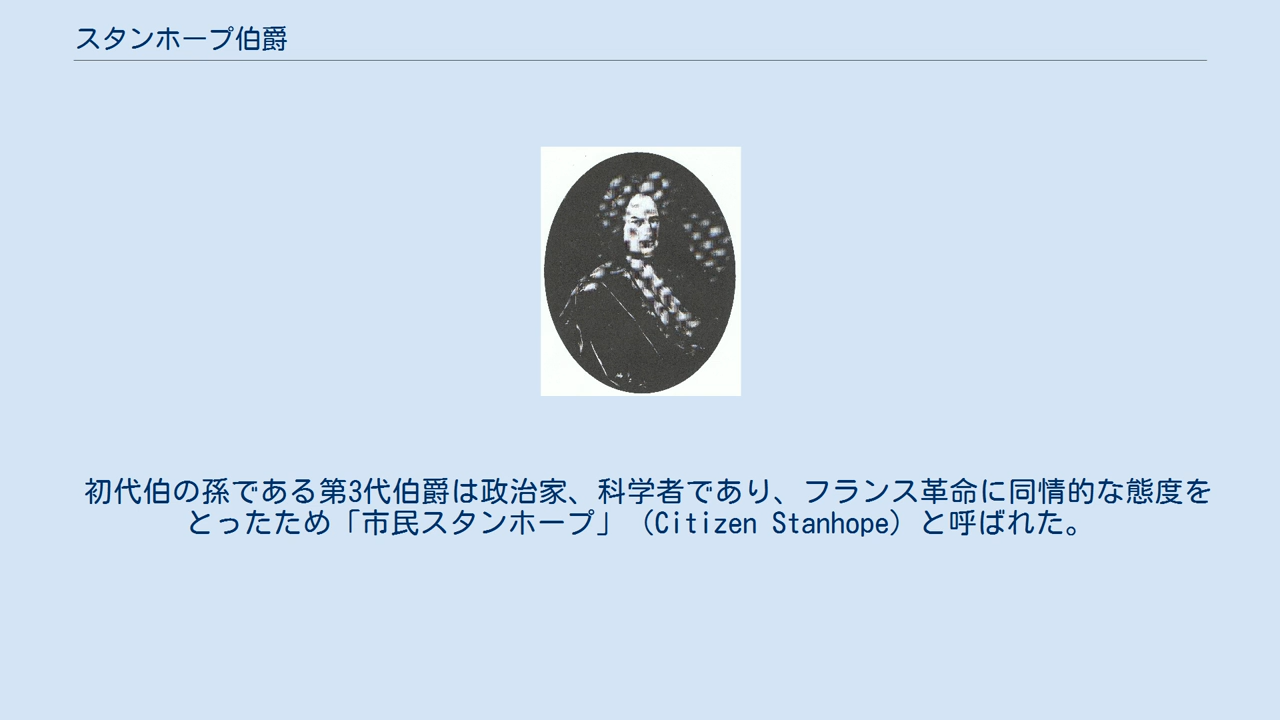 スタンホープ伯爵
初代伯の孫である第3代伯爵は政治家、科学者であり、フランス革命に同情的な態度を
とったため「市民スタンホープ」（Citizen Stanhope）と呼ばれた。